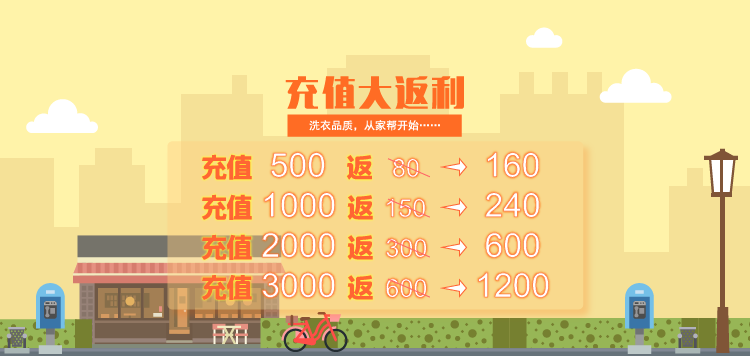 充值大返利
洗衣品质，从家帮开始……
充值 500 返 80 160
充值 1000 返 150 240
充值 2000 返 300 600
充值 3000 返 600 1200